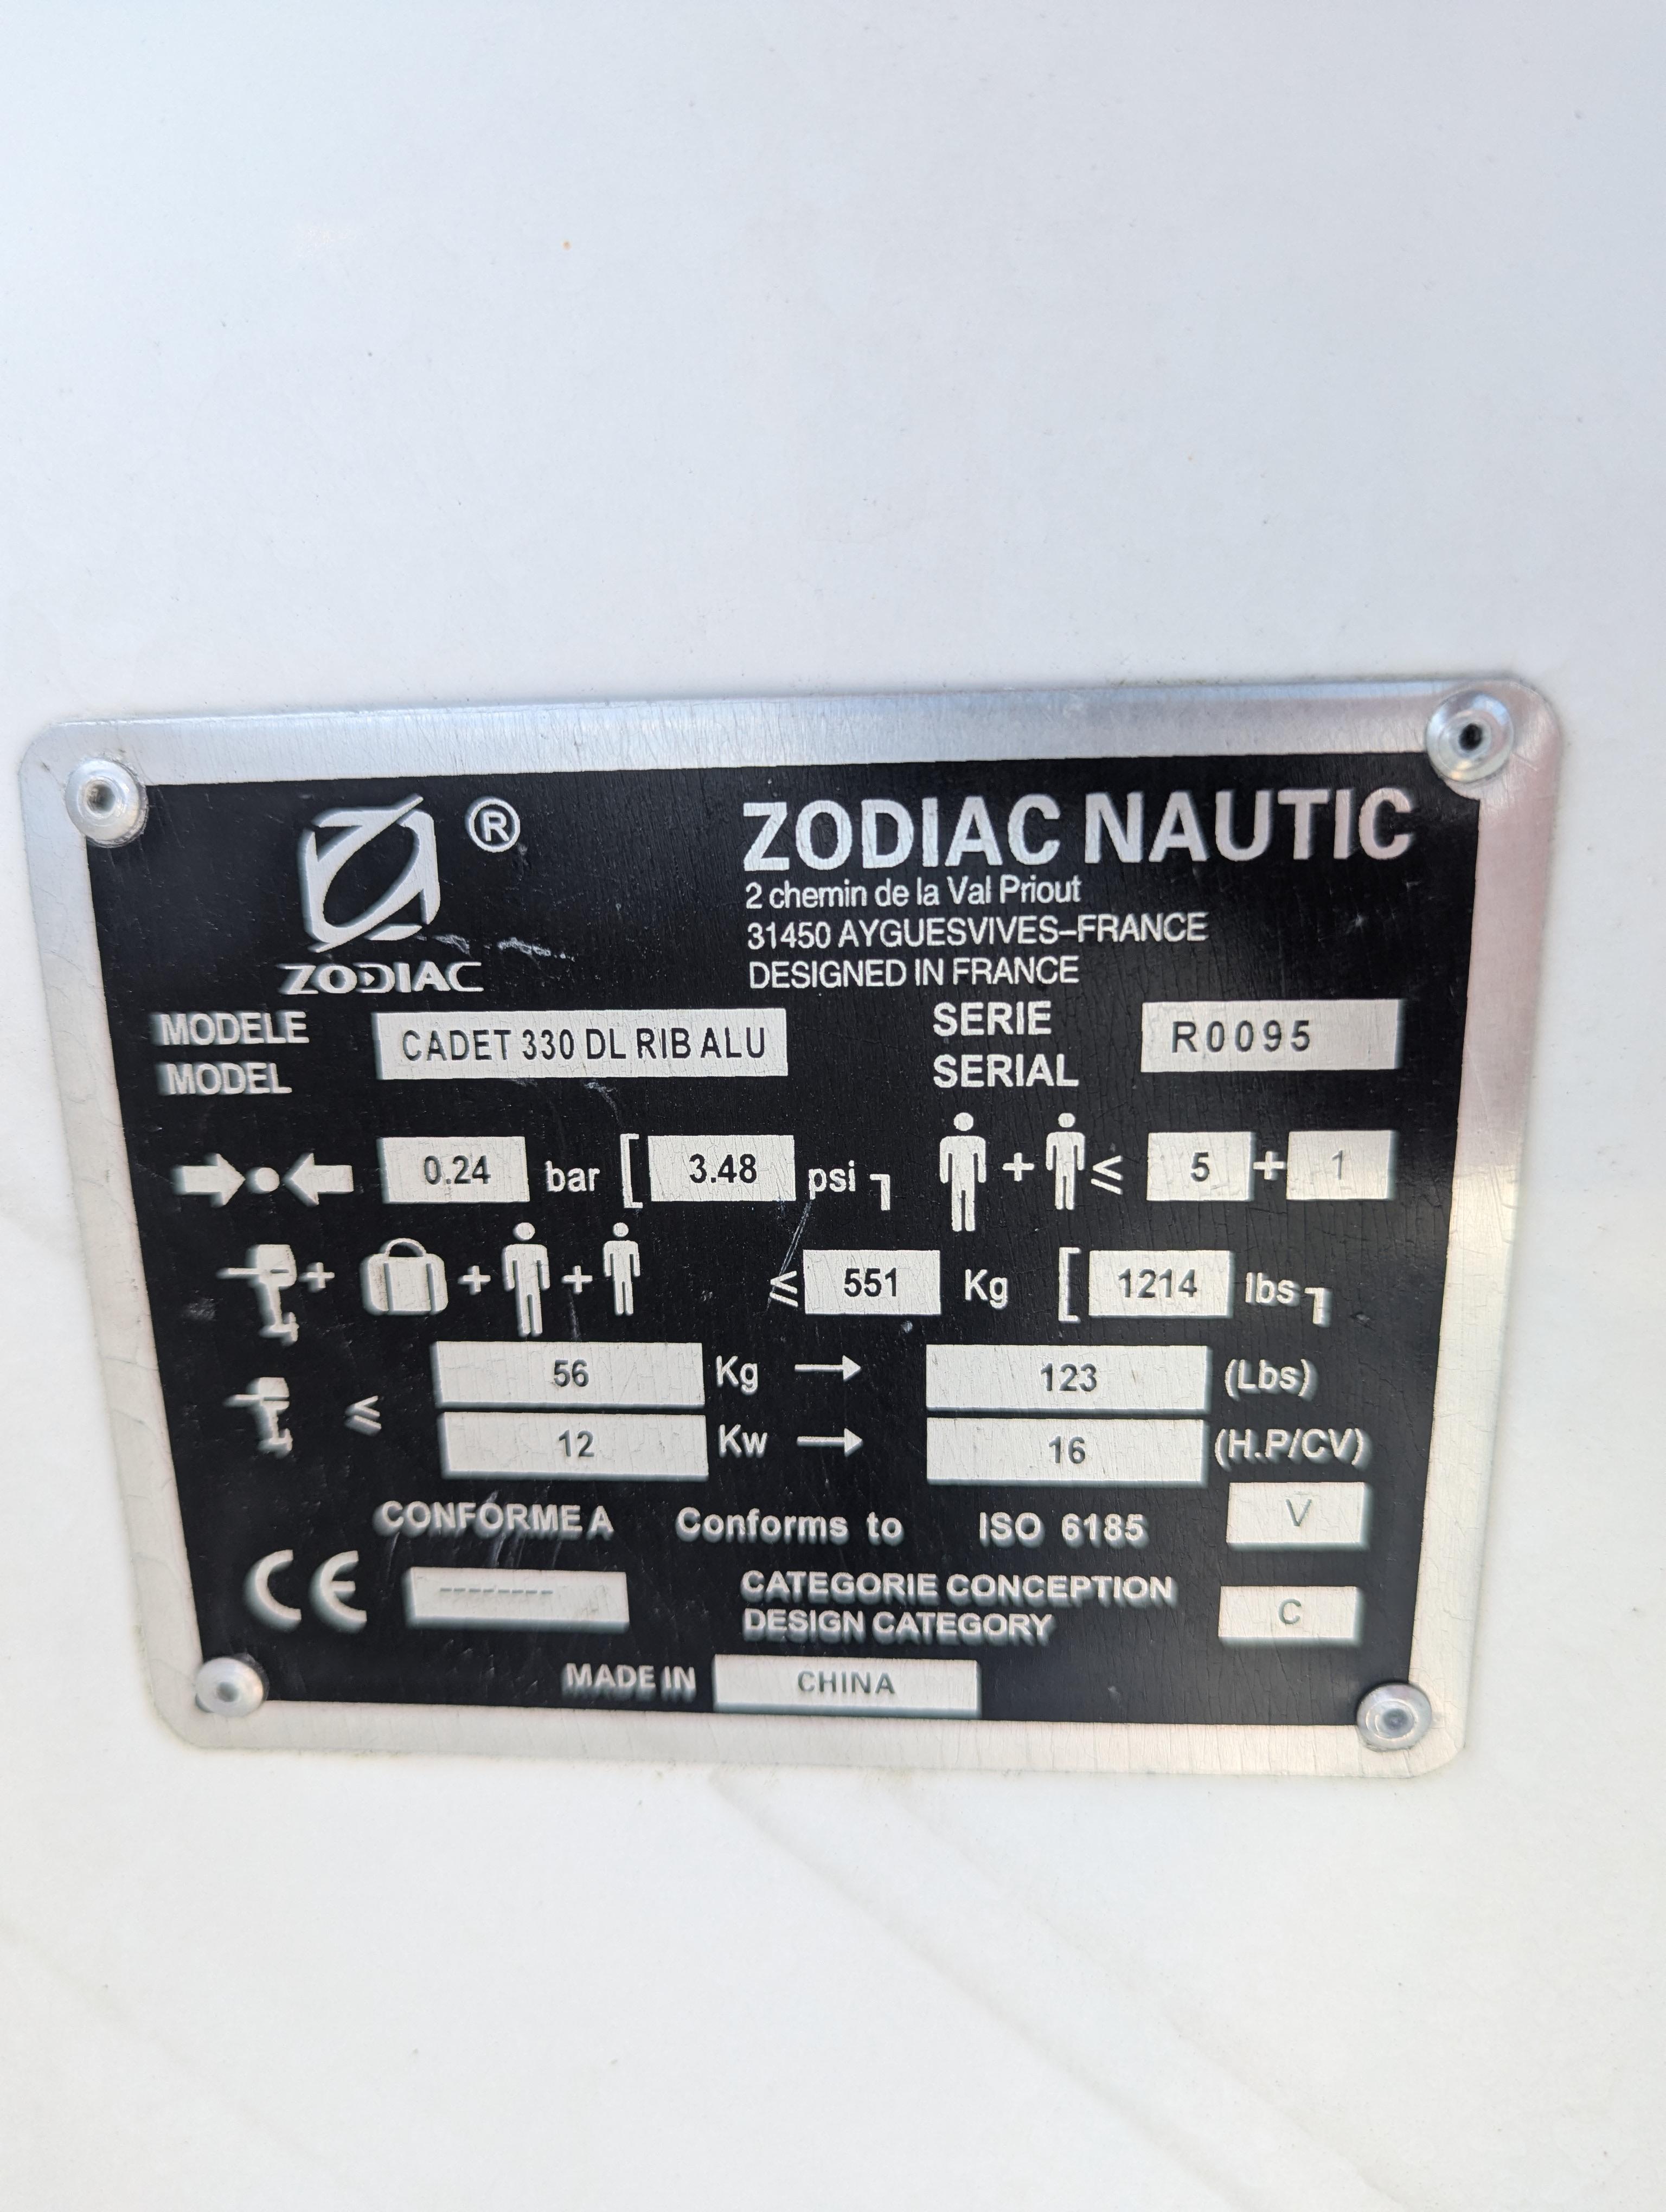 ®
ZODIAC
ZODIAC NAUTIC
2 chemin de la Val Priout
31450 AYGUESVIVES-FRANCE
DESIGNED IN FRANCE
MODELE
MODEL
CADET 330 DL RIB ALU
SERIE
SERIAL
R0095
0.24 bar [ 3.48 psi ] + ≤ 5 + 1
+ + + ≤ 551 Kg [ 1214 lbs ]
≤ 56 Kg → 123 (Lbs)
12 Kw → 16 (H.P/CV)
CONFORME A Conforms to ISO 6185 V
CE --------
CATEGORIE CONCEPTION
DESIGN CATEGORY
C
MADE IN CHINA